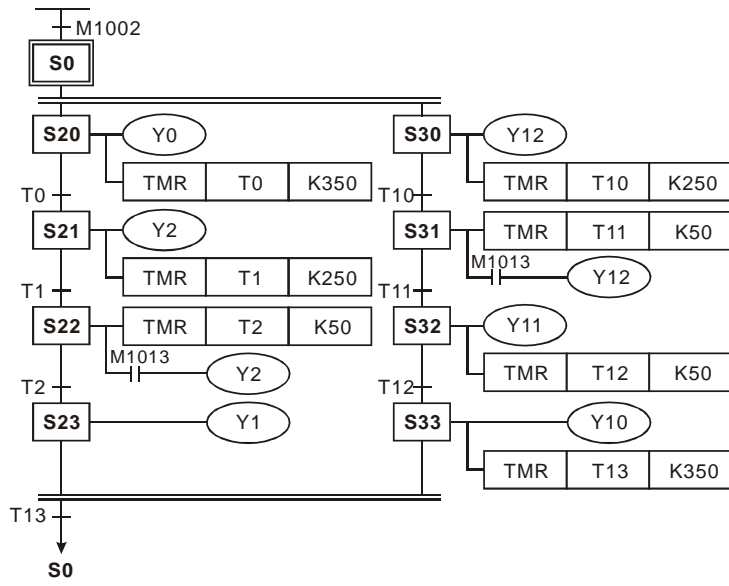 M1002
S0
S20 Y0 S30 Y12
TMR T0 K350 TMR T10 K250
T0 T10
S21 Y2 S31 TMR T11 K50
M1013 Y12
TMR T1 K250
T1 T11
S22 TMR T2 K50 S32 Y11
M1013 Y2
TMR T12 K50
T2 T12
S23 Y1 S33 Y10
TMR T13 K350
T13
S0